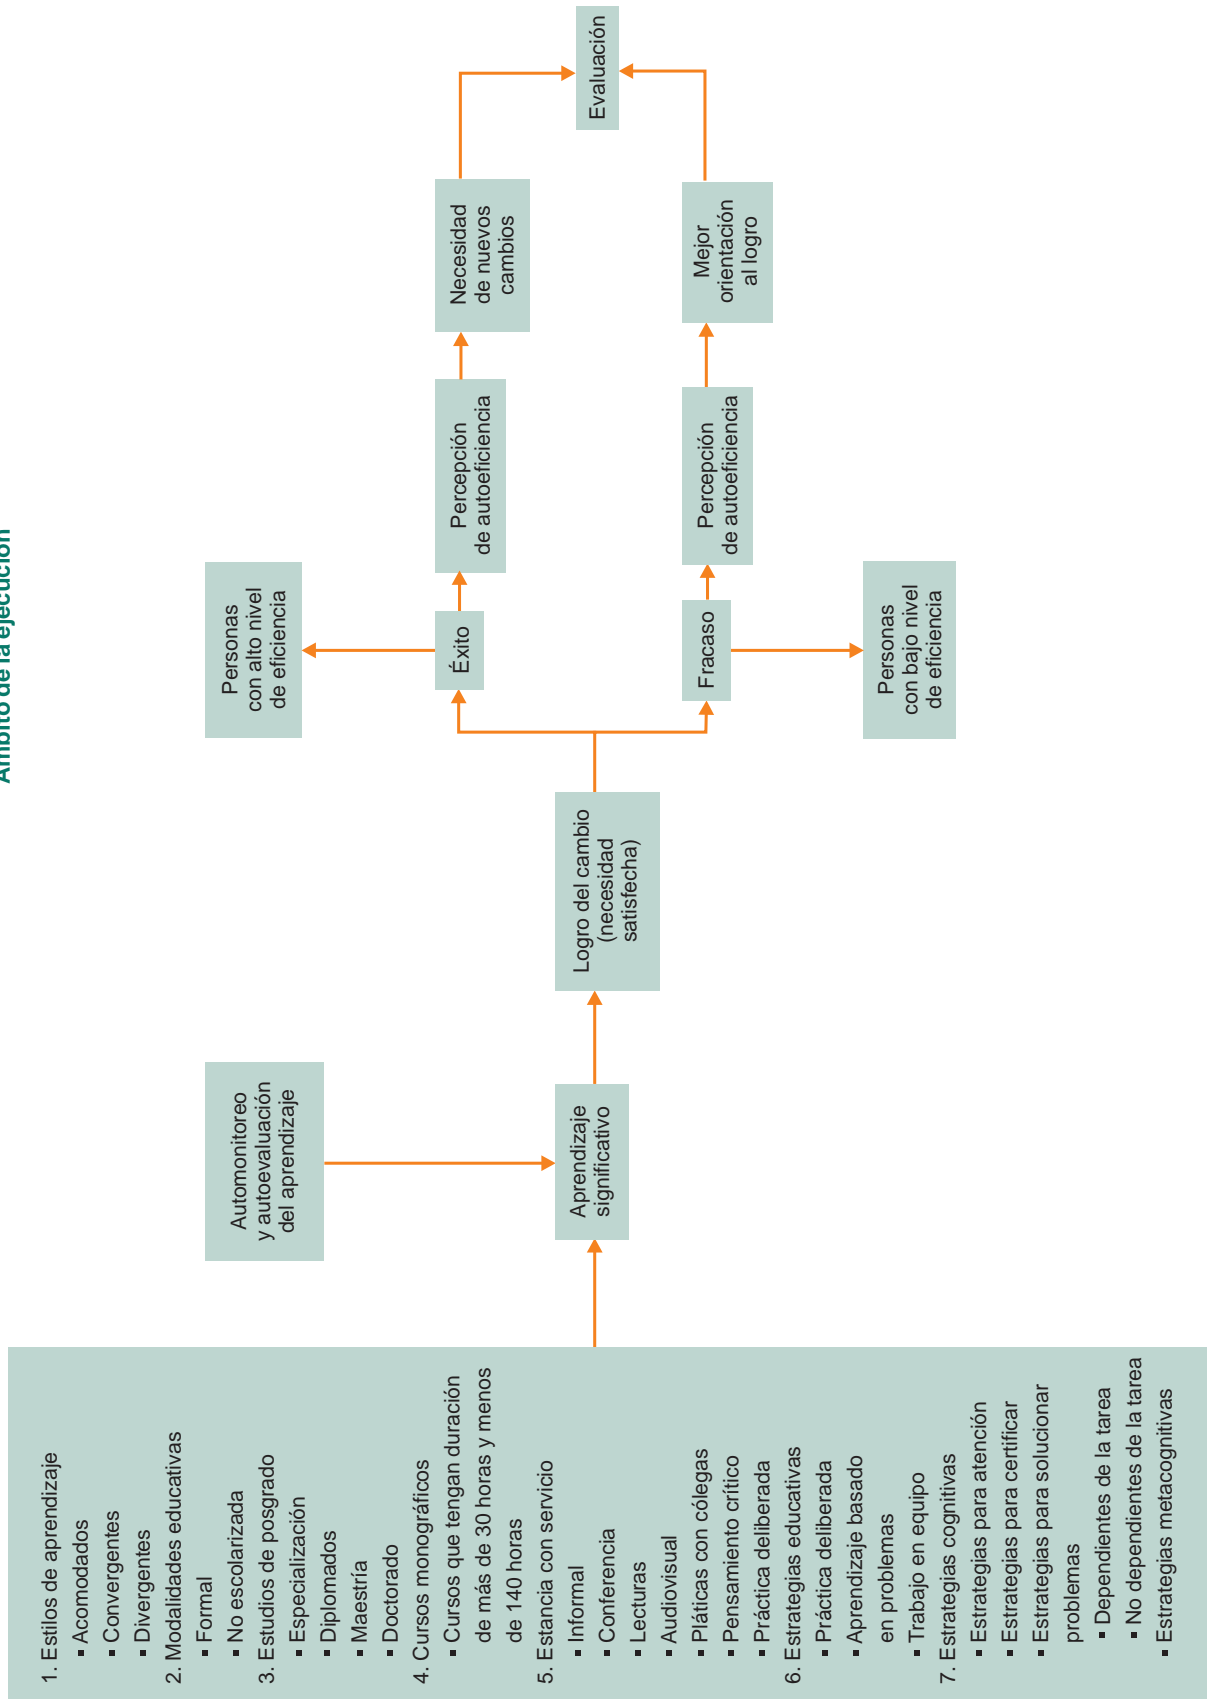 Ámbito de la ejecución
1. Estilos de aprendizaje
▪ Acomodados
▪ Convergentes
▪ Divergentes
2. Modalidades educativas
▪ Formal
▪ No escolarizada
3. Estudios de posgrado
▪ Especialización
▪ Diplomados
▪ Maestría
▪ Doctorado
4. Cursos monográficos
▪ Cursos que tengan duración
de más de 30 horas y menos
de 140 horas
5. Estancia con servicio
▪ Informal
▪ Conferencia
▪ Lecturas
▪ Audiovisual
▪ Pláticas con cólegas
▪ Pensamiento crítico
▪ Práctica deliberada
6. Estrategias educativas
▪ Práctica deliberada
▪ Aprendizaje basado
en problemas
▪ Trabajo en equipo
7. Estrategias cognitivas
▪ Estrategias para atención
▪ Estrategias para certificar
▪ Estrategias para solucionar
problemas
▪ Dependientes de la tarea
▪ No dependientes de la tarea
▪ Estrategias metacognitivas
Automonitoreo
y autoevaluación
del aprendizaje
Aprendizaje
significativo
Logro del cambio
(necesidad
satisfecha)
Personas
con alto nivel
de eficiencia
Éxito
Percepción
de autoeficiencia
Necesidad
de nuevos
cambios
Fracaso
Percepción
de autoeficiencia
Mejor
orientación
al logro
Personas
con bajo nivel
de eficiencia
Evaluación